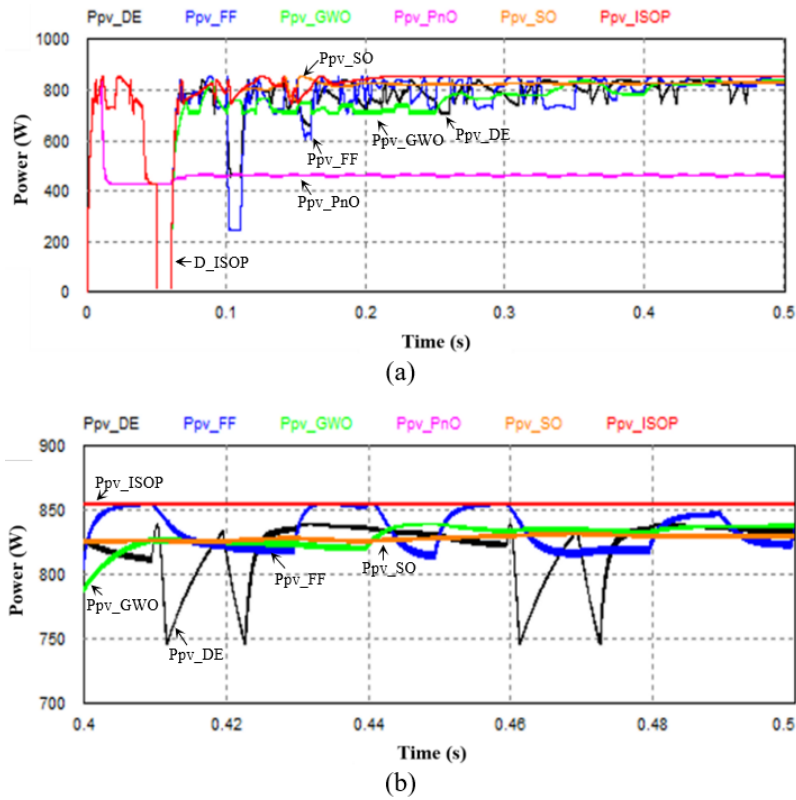 Ppv_DE Ppv_FF Ppv_GWO Ppv_PnO Ppv_SO Ppv_ISOP
1000
800
600
400
200
0
Power (W)
Ppv_SO
Ppv_FF
Ppv_GWO
Ppv_DE
Ppv_PnO
D_ISOP
0 0.1 0.2 0.3 0.4 0.5
Time (s)
(a)
Ppv_DE Ppv_FF Ppv_GWO Ppv_PnO Ppv_SO Ppv_ISOP
900
850
800
750
700
Power (W)
Ppv_ISOP
Ppv_FF
Ppv_SO
Ppv_GWO
Ppv_DE
0.4 0.42 0.44 0.46 0.48 0.5
Time (s)
(b)